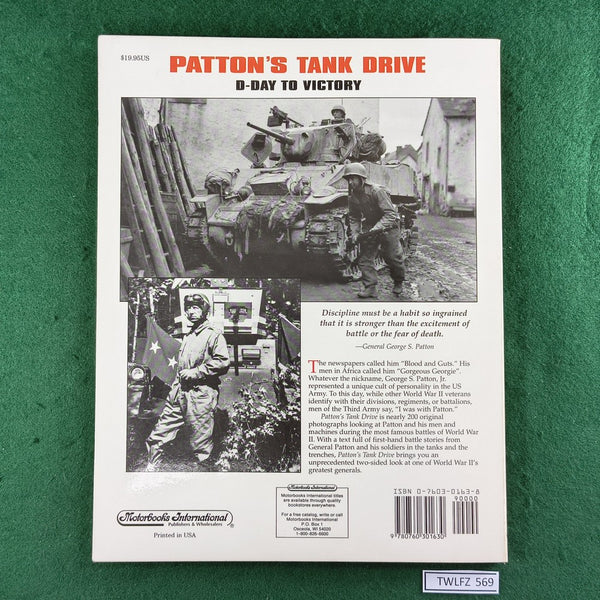 $19.95US
PATTON'S TANK DRIVE
D-DAY TO VICTORY
Discipline must be a habit so ingrained
that it is stronger than the excitement of
battle or the fear of death.
—General George S. Patton
The newspapers called him "Blood and Guts." His
men in Africa called him "Gorgeous Georgie".
Whatever the nickname, George S. Patton, Jr.
represented a unique cult of personality in the US
Army. To this day, while other World War II veterans
identify with their divisions, regiments, or battalions,
men of the Third Army say, "I was with Patton."
Patton's Tank Drive is nearly 200 original
photographs looking at Patton and his men and
machines during the most famous battles of World War
II. With a text full of first-hand battle stories from
General Patton and his soldiers in the tanks and the
trenches, Patton's Tank Drive brings you an
unprecedented two-sided look at one of World War II's
greatest generals.
Motorbooks International
Publishers & Wholesalers
®
Printed in USA
Motorbooks International
Motorbooks International titles
are available through quality
bookstores everywhere.
For a free catalog, write or call
Motorbooks International
P.O. Box 1
Osceola, WI 54020
1-800-826-6600
ISBN 0-7603-0163-8
90000
9 780760 301630
TWLFZ 569